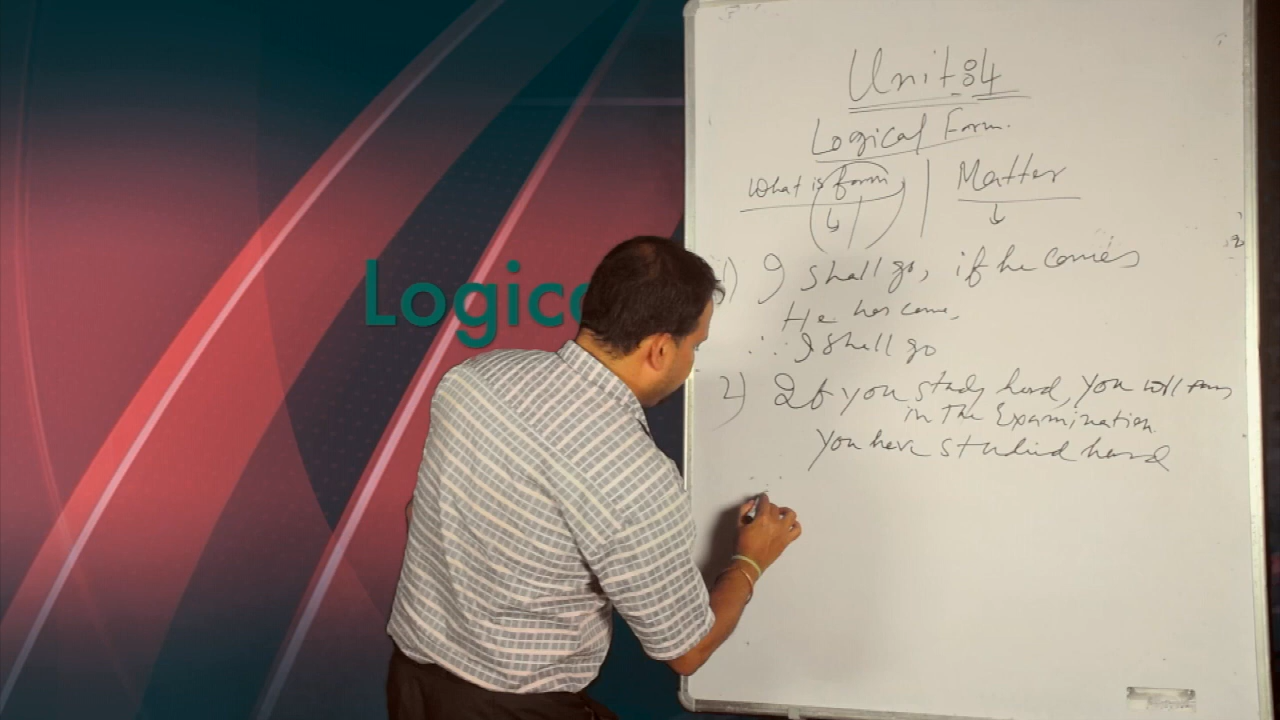 Logic
Unit:4
Logical Form.
What is form | Matter
1) I shall go, if he comes
He has come,
∴ I shall go
2) If you study hard, you will
in The Examination.
you have studied hard
∴